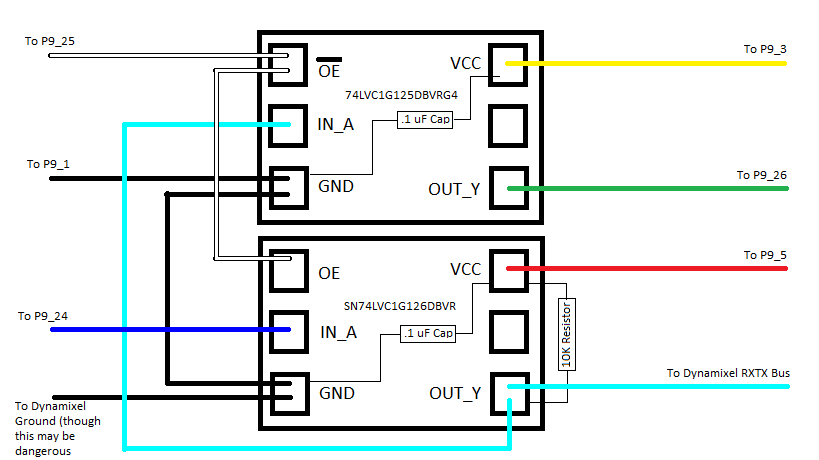 To P9_25
OE
VCC
To P9_3
74LVC1G125DBVRG4
.1 uF Cap
IN_A
To P9_1
GND
OUT_Y
To P9_26
OE
VCC
To P9_5
SN74LVC1G126DBVR
To P9_24
IN_A
.1 uF Cap
10K Resistor
GND
OUT_Y
To Dynamixel RXTX Bus
To Dynamixel
Ground (though
this may be
dangerous